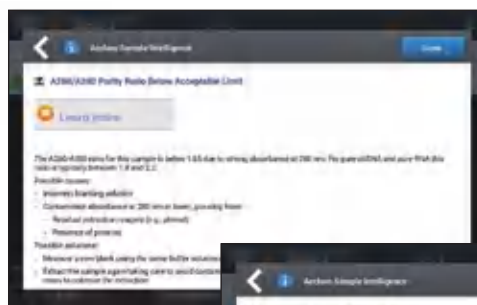 Acclaro Sample Intelligence
Done
A260/A280 Purity Ratio Below Acceptable Limit
Learn more
The A260/A280 ratio for this sample is below 1.65 due to strong absorbance at 280 nm. For pure dsDNA and pure RNA this
ratio is typically between 1.8 and 2.2.
Possible causes:
- Incorrect blanking solution
- Contaminant absorbance at 280 nm or lower, possibly from:
- Residual extraction reagent (e.g., phenol)
- Presence of proteins
Possible solutions:
- Measure a new blank using the same buffer solution
- Extract the sample again taking care to avoid
Acclaro Sample Intelligence